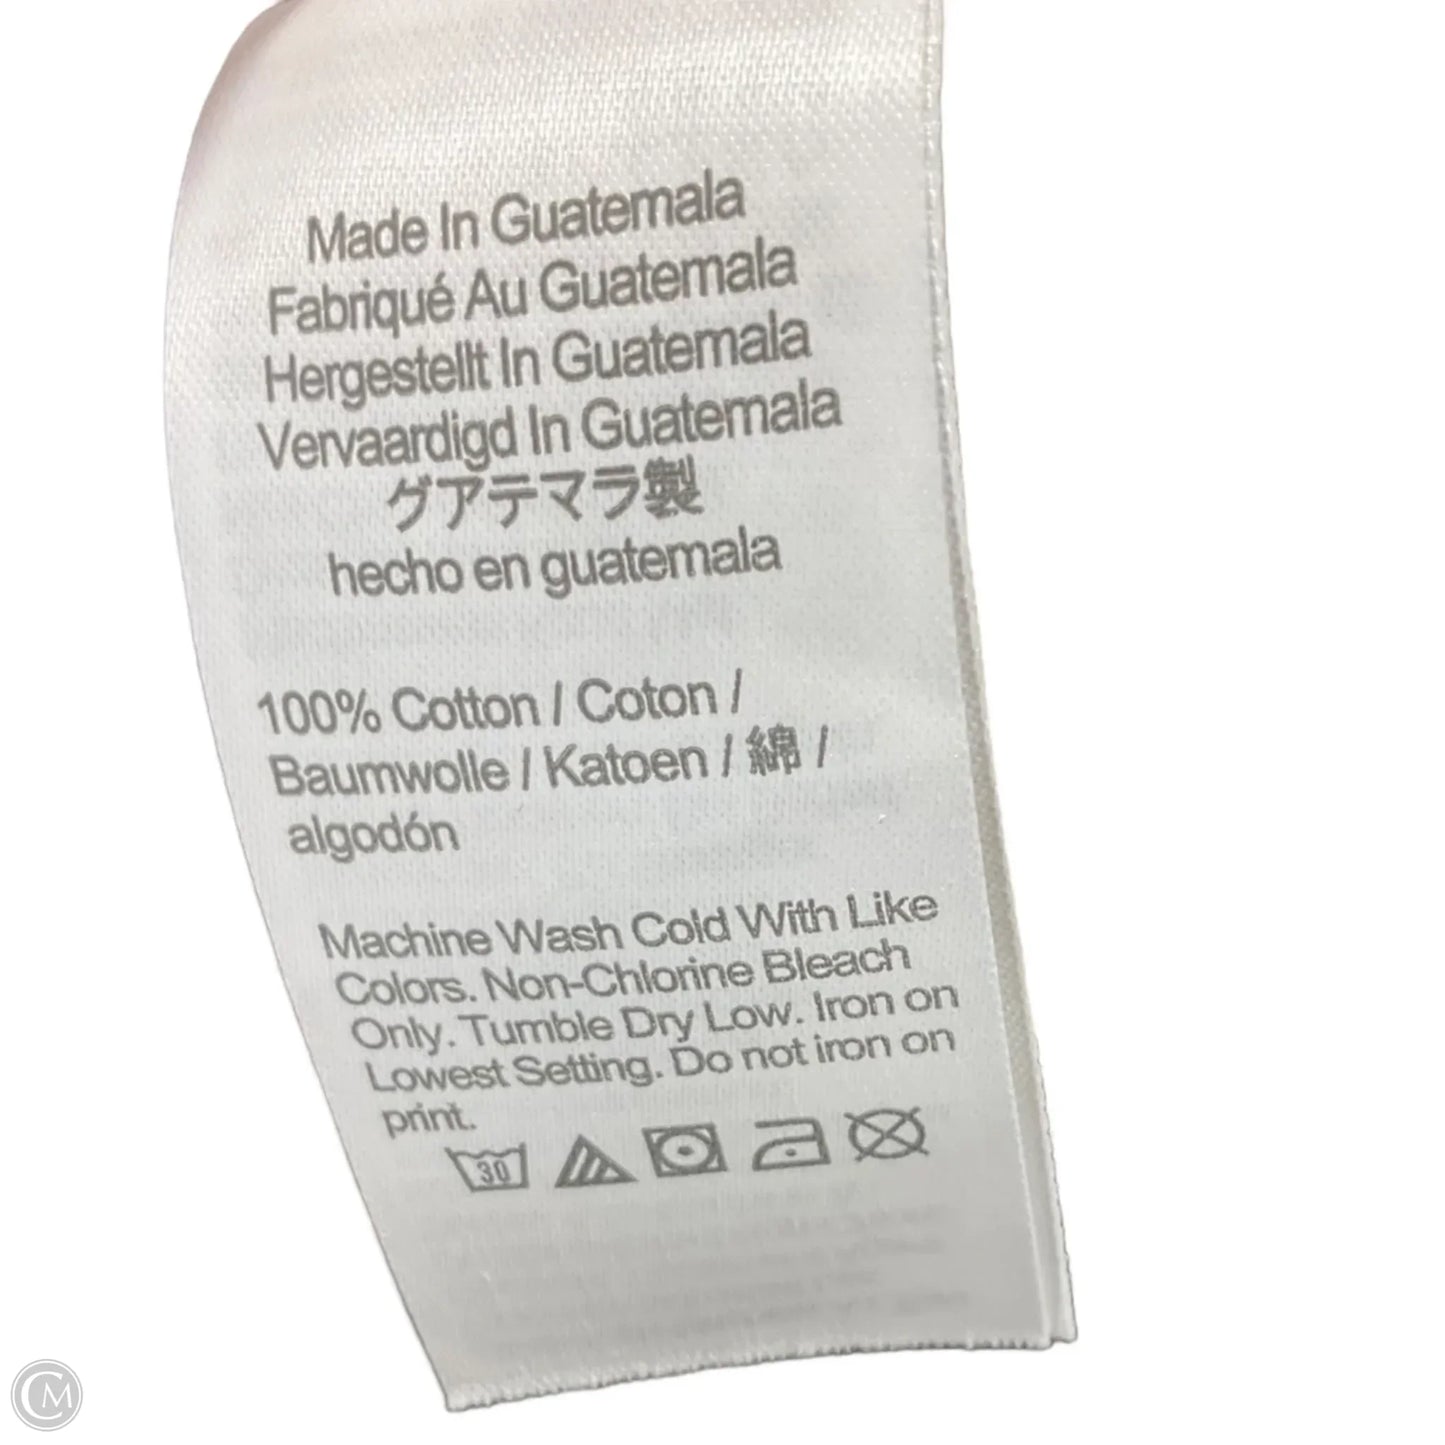 Made In Guatemala
Fabriqué Au Guatemala
Hergestellt In Guatemala
Vervaardigd In Guatemala
グアテマラ製
hecho en guatemala
100% Cotton / Coton /
Baumwolle / Katoen / 綿 /
algodón
Machine Wash Cold With Like
Colors. Non-Chlorine Bleach
Only. Tumble Dry Low. Iron on
Lowest Setting. Do not iron on
print.
30
CM